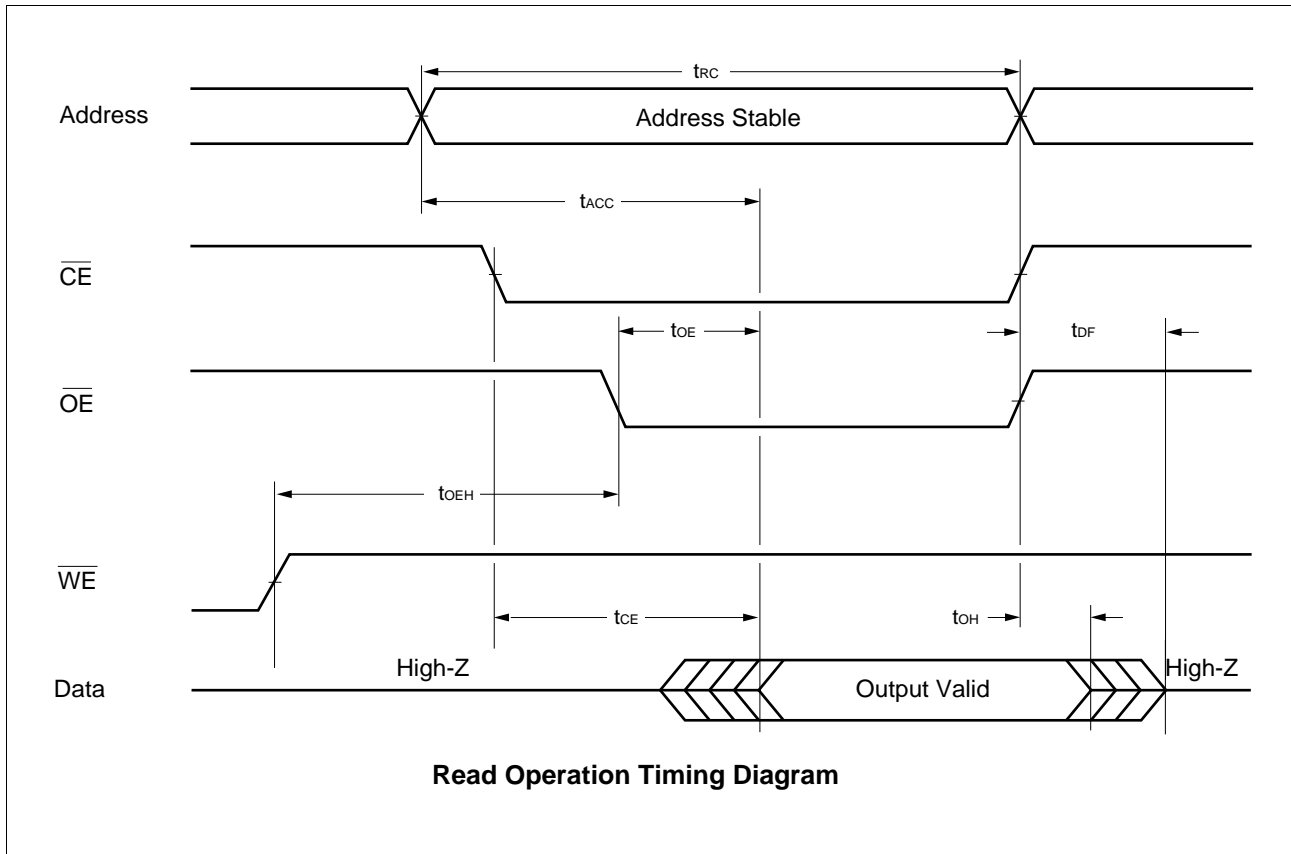 tRC
Address
Address Stable
tACC
CE
tOE
tDF
OE
tOEH
WE
tCE
tOH
High-Z
High-Z
Data
Output Valid
Read Operation Timing Diagram